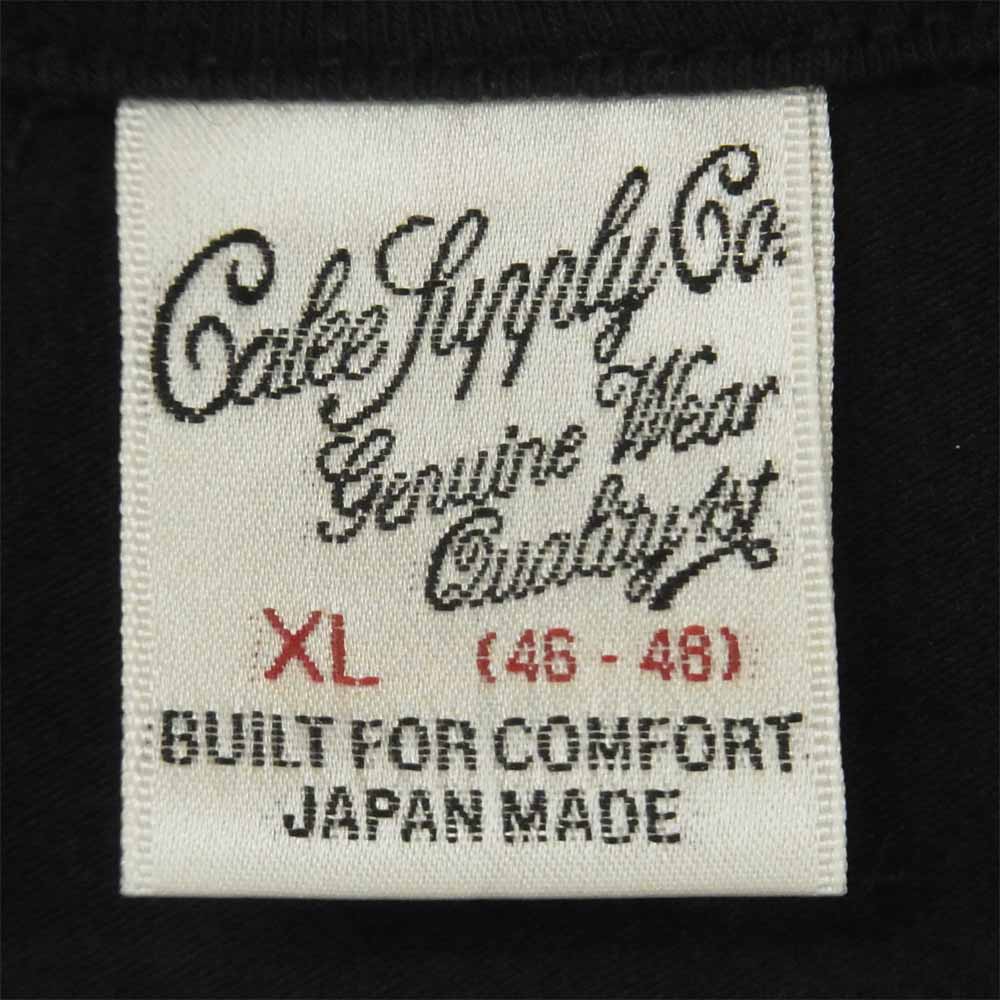 Calee Supply Co.
Genuine Wear
Quality 1st
XL (46 - 48)
BUILT FOR COMFORT
JAPAN MADE